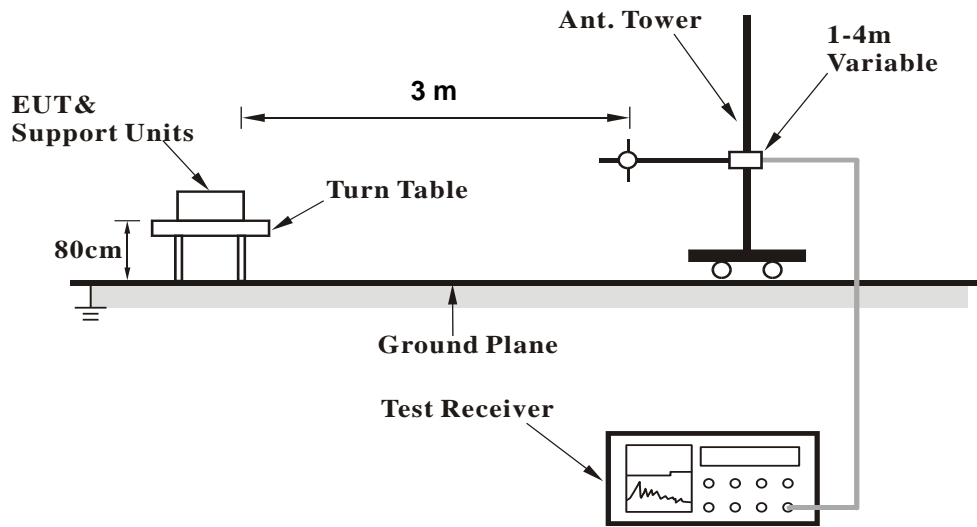 Ant. Tower
1-4m
Variable
3 m
EUT&
Support Units
Turn Table
80cm
Ground Plane
Test Receiver